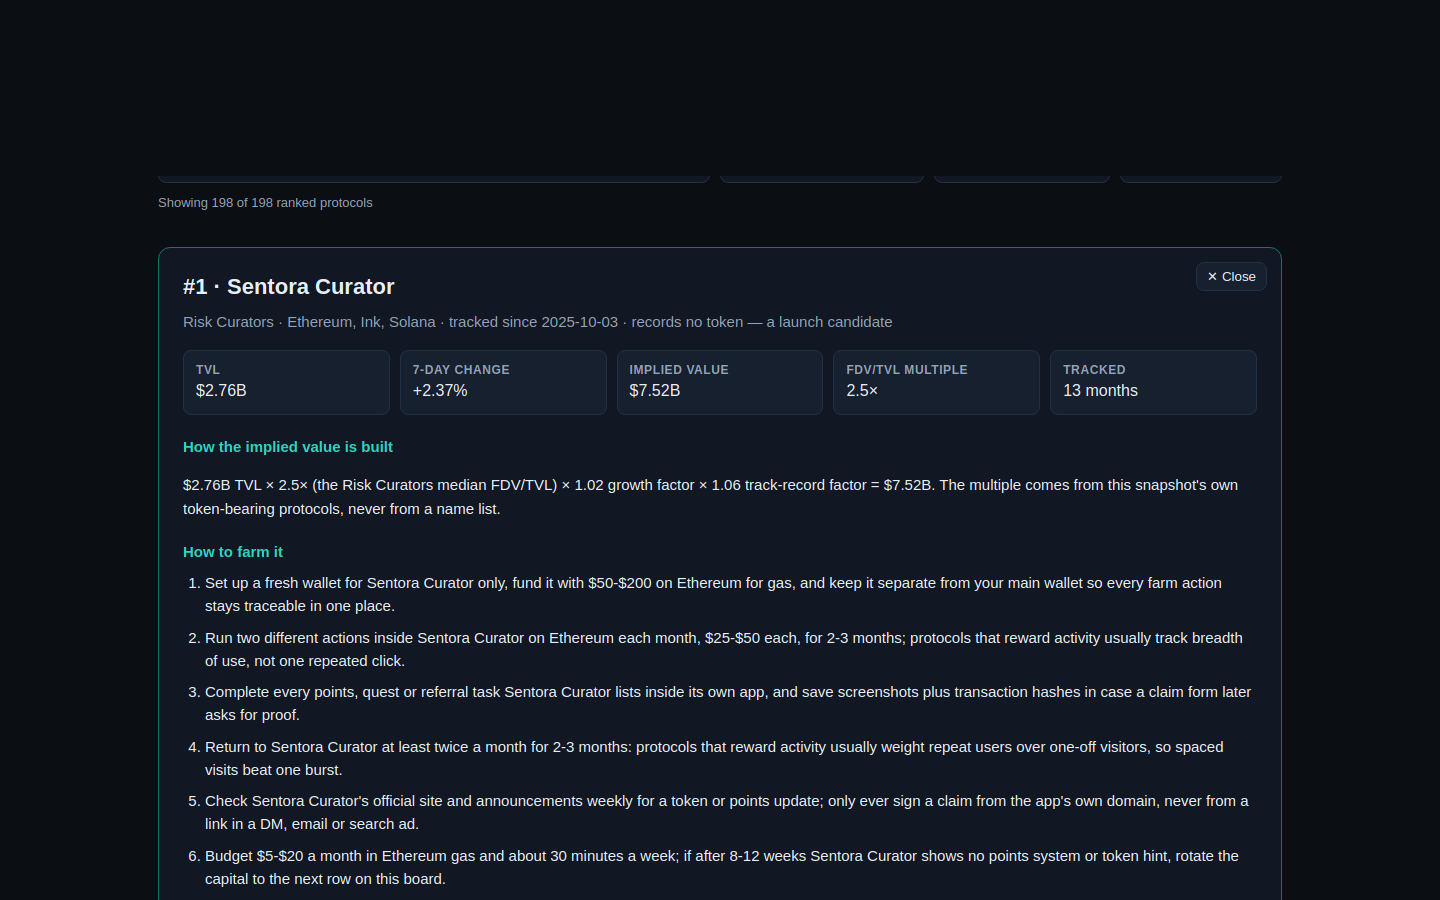 Showing 198 of 198 ranked protocols
✕ Close
#1 · Sentora Curator
Risk Curators · Ethereum, Ink, Solana · tracked since 2025-10-03 · records no token — a launch candidate
TVL
$2.76B
7-DAY CHANGE
+2.37%
IMPLIED VALUE
$7.52B
FDV/TVL MULTIPLE
2.5×
TRACKED
13 months
How the implied value is built
$2.76B TVL × 2.5× (the Risk Curators median FDV/TVL) × 1.02 growth factor × 1.06 track-record factor = $7.52B. The multiple comes from this snapshot's own
token-bearing protocols, never from a name list.
How to farm it
1. Set up a fresh wallet for Sentora Curator only, fund it with $50-$200 on Ethereum for gas, and keep it separate from your main wallet so every farm action
stays traceable in one place.
2. Run two different actions inside Sentora Curator on Ethereum each month, $25-$50 each, for 2-3 months; protocols that reward activity usually track breadth
of use, not one repeated click.
3. Complete every points, quest or referral task Sentora Curator lists inside its own app, and save screenshots plus transaction hashes in case a claim form later
asks for proof.
4. Return to Sentora Curator at least twice a month for 2-3 months: protocols that reward activity usually weight repeat users over one-off visitors, so spaced
visits beat one burst.
5. Check Sentora Curator's official site and announcements weekly for a token or points update; only ever sign a claim from the app's own domain, never from a
link in a DM, email or search ad.
6. Budget $5-$20 a month in Ethereum gas and about 30 minutes a week; if after 8-12 weeks Sentora Curator shows no points system or token hint, rotate the
capital to the next row on this board.